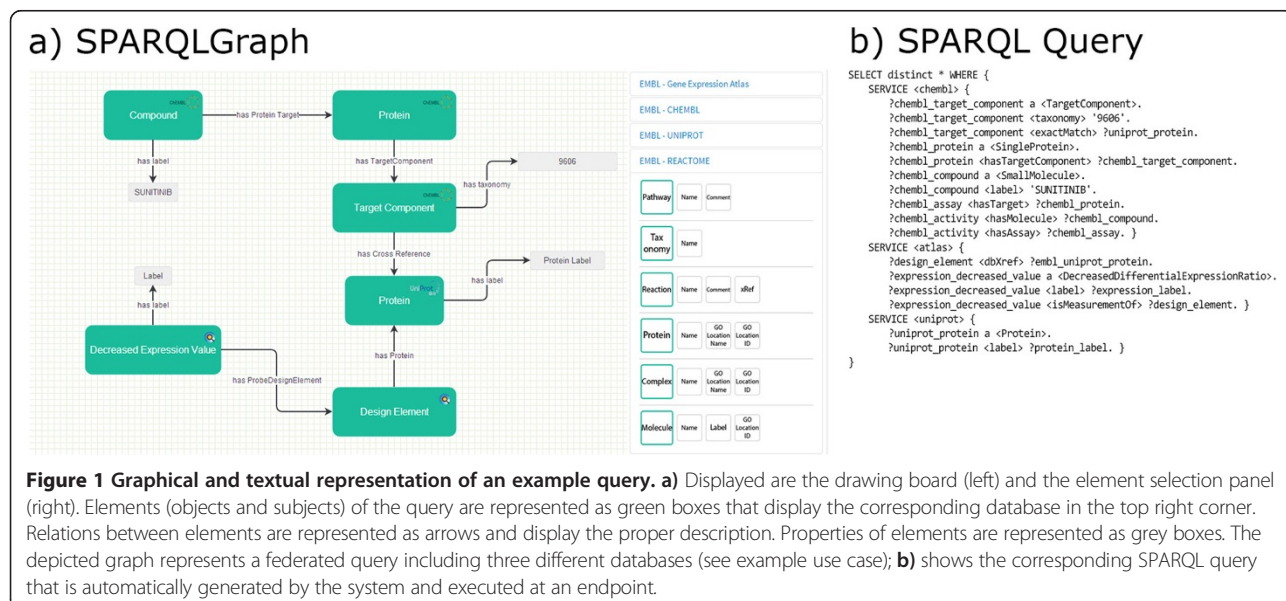 a) SPARQLGraph
Compound
CHEMBL
has Protein Target
Protein
CHEMBL
has label
SUNITINIB
has TargetComponent
Target Component
CHEMBL
has taxonomy
9606
has Cross Reference
Protein
UniProt
has label
Protein Label
Label
has label
Decreased Expression Value
has ProbeDesignElement
has Protein
Design Element
EMBL - Gene Expression Atlas
EMBL - CHEMBL
EMBL - UNIPROT
EMBL - REACTOME
Pathway Name Comment
Tax
onomy Name
Reaction Name Comment xRef
Protein Name GO Location Name GO Location ID
Complex Name GO Location Name GO Location ID
Molecule Name Label GO Location ID
b) SPARQL Query
SELECT distinct * WHERE {
SERVICE <chembl> {
?chembl_target_component a <TargetComponent>.
?chembl_target_component <taxonomy> '9606'.
?chembl_target_component <exactMatch> ?uniprot_protein.
?chembl_protein a <SingleProtein>.
?chembl_protein <hasTargetComponent> ?chembl_target_component.
?chembl_compound a <SmallMolecule>.
?chembl_compound <label> 'SUNITINIB'.
?chembl_assay <hasTarget> ?chembl_protein.
?chembl_activity <hasMolecule> ?chembl_compound.
?chembl_activity <hasAssay> ?chembl_assay. }
SERVICE <atlas> {
?design_element <dbXref> ?embl_uniprot_protein.
?expression_decreased_value a <DecreasedDifferentialExpressionRatio>.
?expression_decreased_value <label> ?expression_label.
?expression_decreased_value <isMeasurementOf> ?design_element. }
SERVICE <uniprot> {
?uniprot_protein a <Protein>.
?uniprot_protein <label> ?protein_label. }
}
Figure 1 Graphical and textual representation of an example query. a) Displayed are the drawing board (left) and the element selection panel
(right). Elements (objects and subjects) of the query are represented as green boxes that display the corresponding database in the top right corner.
Relations between elements are represented as arrows and display the proper description. Properties of elements are represented as grey boxes. The
depicted graph represents a federated query including three different databases (see example use case); b) shows the corresponding SPARQL query
that is automatically generated by the system and executed at an endpoint.